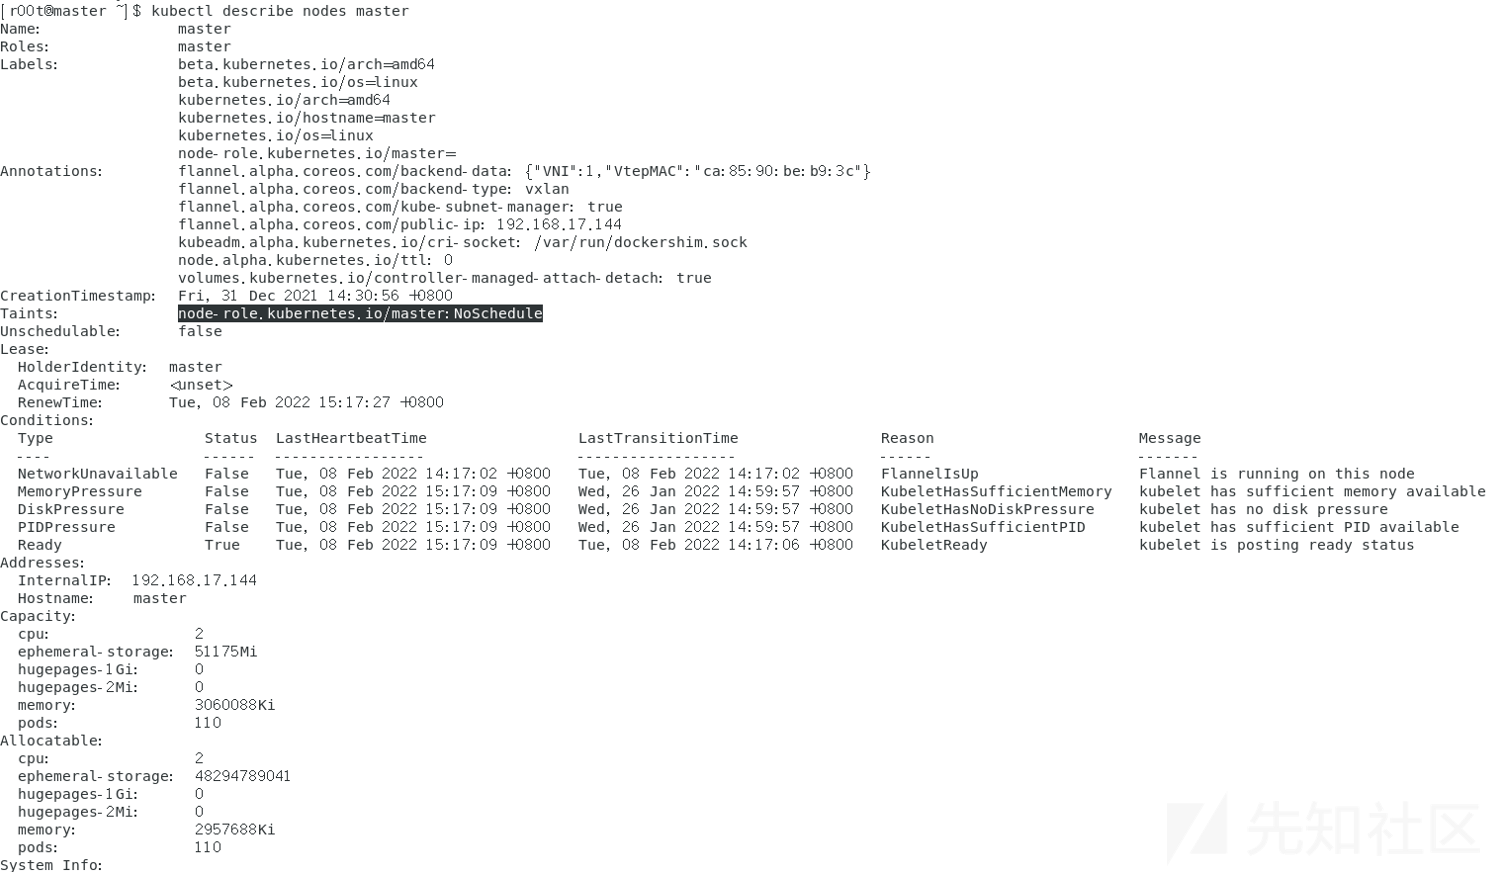 [r00t@master ~]$ kubectl describe nodes master
Name:               master
Roles:              master
Labels:             beta.kubernetes.io/arch=amd64
                    beta.kubernetes.io/os=linux
                    kubernetes.io/arch=amd64
                    kubernetes.io/hostname=master
                    kubernetes.io/os=linux
                    node-role.kubernetes.io/master=
Annotations:        flannel.alpha.coreos.com/backend-data: {"VNI":1,"VtepMAC":"ca:85:90:be:b9:3c"}
                    flannel.alpha.coreos.com/backend-type: vxlan
                    flannel.alpha.coreos.com/kube-subnet-manager: true
                    flannel.alpha.coreos.com/public-ip: 192.168.17.144
                    kubeadm.alpha.kubernetes.io/cri-socket: /var/run/dockershim.sock
                    node.alpha.kubernetes.io/ttl: 0
                    volumes.kubernetes.io/controller-managed-attach-detach: true
CreationTimestamp:  Fri, 31 Dec 2021 14:30:56 +0800
Taints:             node-role.kubernetes.io/master:NoSchedule
Unschedulable:      false
Lease:
  HolderIdentity:  master
  AcquireTime:     <unset>
  RenewTime:       Tue, 08 Feb 2022 15:17:27 +0800
Conditions:
  Type                 Status  LastHeartbeatTime                 LastTransitionTime                Reason                       Message
  ----                 ------  -----------------                 ------------------                ------                       -------
  NetworkUnavailable   False   Tue, 08 Feb 2022 14:17:02 +0800   Tue, 08 Feb 2022 14:17:02 +0800   FlannelIsUp                  Flannel is running on this node
  MemoryPressure       False   Tue, 08 Feb 2022 15:17:09 +0800   Wed, 26 Jan 2022 14:59:57 +0800   KubeletHasSufficientMemory   kubelet has sufficient memory available
  DiskPressure         False   Tue, 08 Feb 2022 15:17:09 +0800   Wed, 26 Jan 2022 14:59:57 +0800   KubeletHasNoDiskPressure     kubelet has no disk pressure
  PIDPressure          False   Tue, 08 Feb 2022 15:17:09 +0800   Wed, 26 Jan 2022 14:59:57 +0800   KubeletHasSufficientPID      kubelet has sufficient PID available
  Ready                True    Tue, 08 Feb 2022 15:17:09 +0800   Tue, 08 Feb 2022 14:17:06 +0800   KubeletReady                 kubelet is posting ready status
Addresses:
  InternalIP:  192.168.17.144
  Hostname:    master
Capacity:
  cpu:                2
  ephemeral-storage:  51175Mi
  hugepages-1Gi:      0
  hugepages-2Mi:      0
  memory:             3060088Ki
  pods:               110
Allocatable:
  cpu:                2
  ephemeral-storage:  48294789041
  hugepages-1Gi:      0
  hugepages-2Mi:      0
  memory:             2957688Ki
  pods:               110
System Info:
先知社区